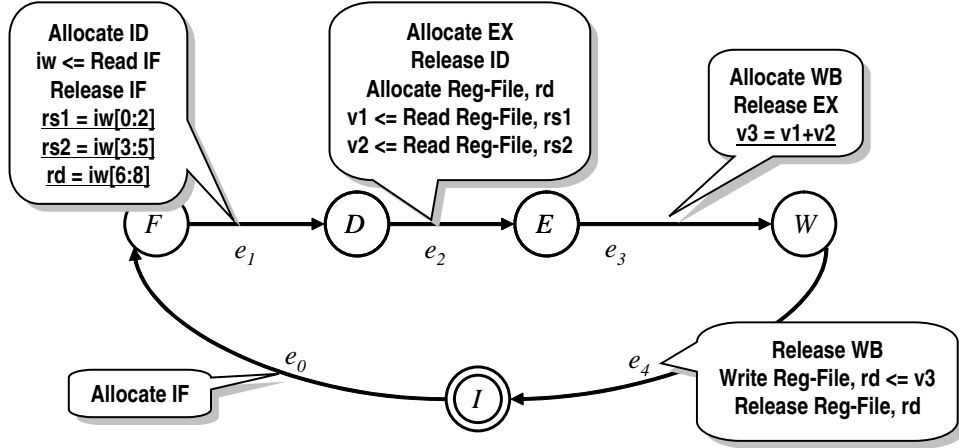 Allocate ID
iw <= Read IF
Release IF
rs1 = iw[0:2]
rs2 = iw[3:5]
rd = iw[6:8]
Allocate EX
Release ID
Allocate Reg-File, rd
v1 <= Read Reg-File, rs1
v2 <= Read Reg-File, rs2
Allocate WB
Release EX
v3 = v1+v2
F
D
E
W
e1
e2
e3
e0
e4
Allocate IF
I
Release WB
Write Reg-File, rd <= v3
Release Reg-File, rd